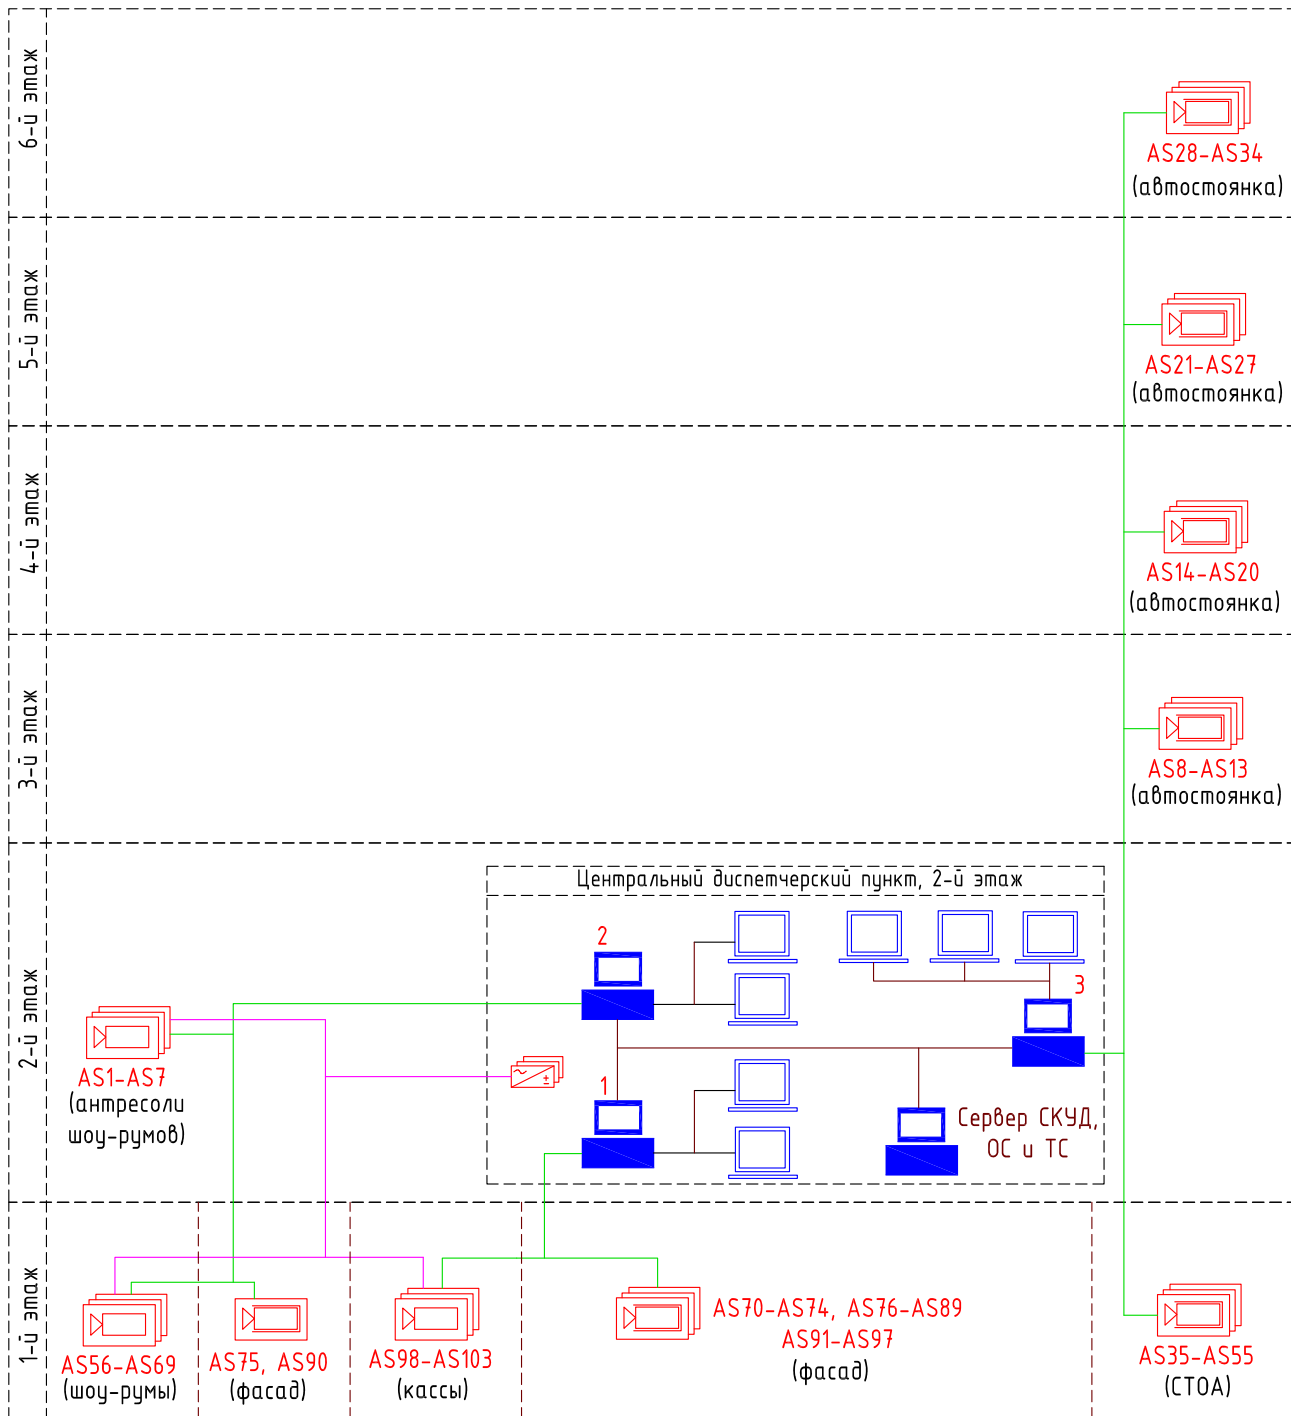 6-й этаж
AS28-AS34
(автостоянка)
5-й этаж
AS21-AS27
(автостоянка)
4-й этаж
AS14-AS20
(автостоянка)
3-й этаж
AS8-AS13
(автостоянка)
2-й этаж
Центральный диспетчерский пункт, 2-й этаж
2
3
1
Сервер СКУД,
ОС и ТС
AS1-AS7
(антресоли
шоу-румов)
1-й этаж
AS56-AS69
(шоу-румы)
AS75, AS90
(фасад)
AS98-AS103
(кассы)
AS70-AS74, AS76-AS89
AS91-AS97
(фасад)
AS35-AS55
(СТОА)